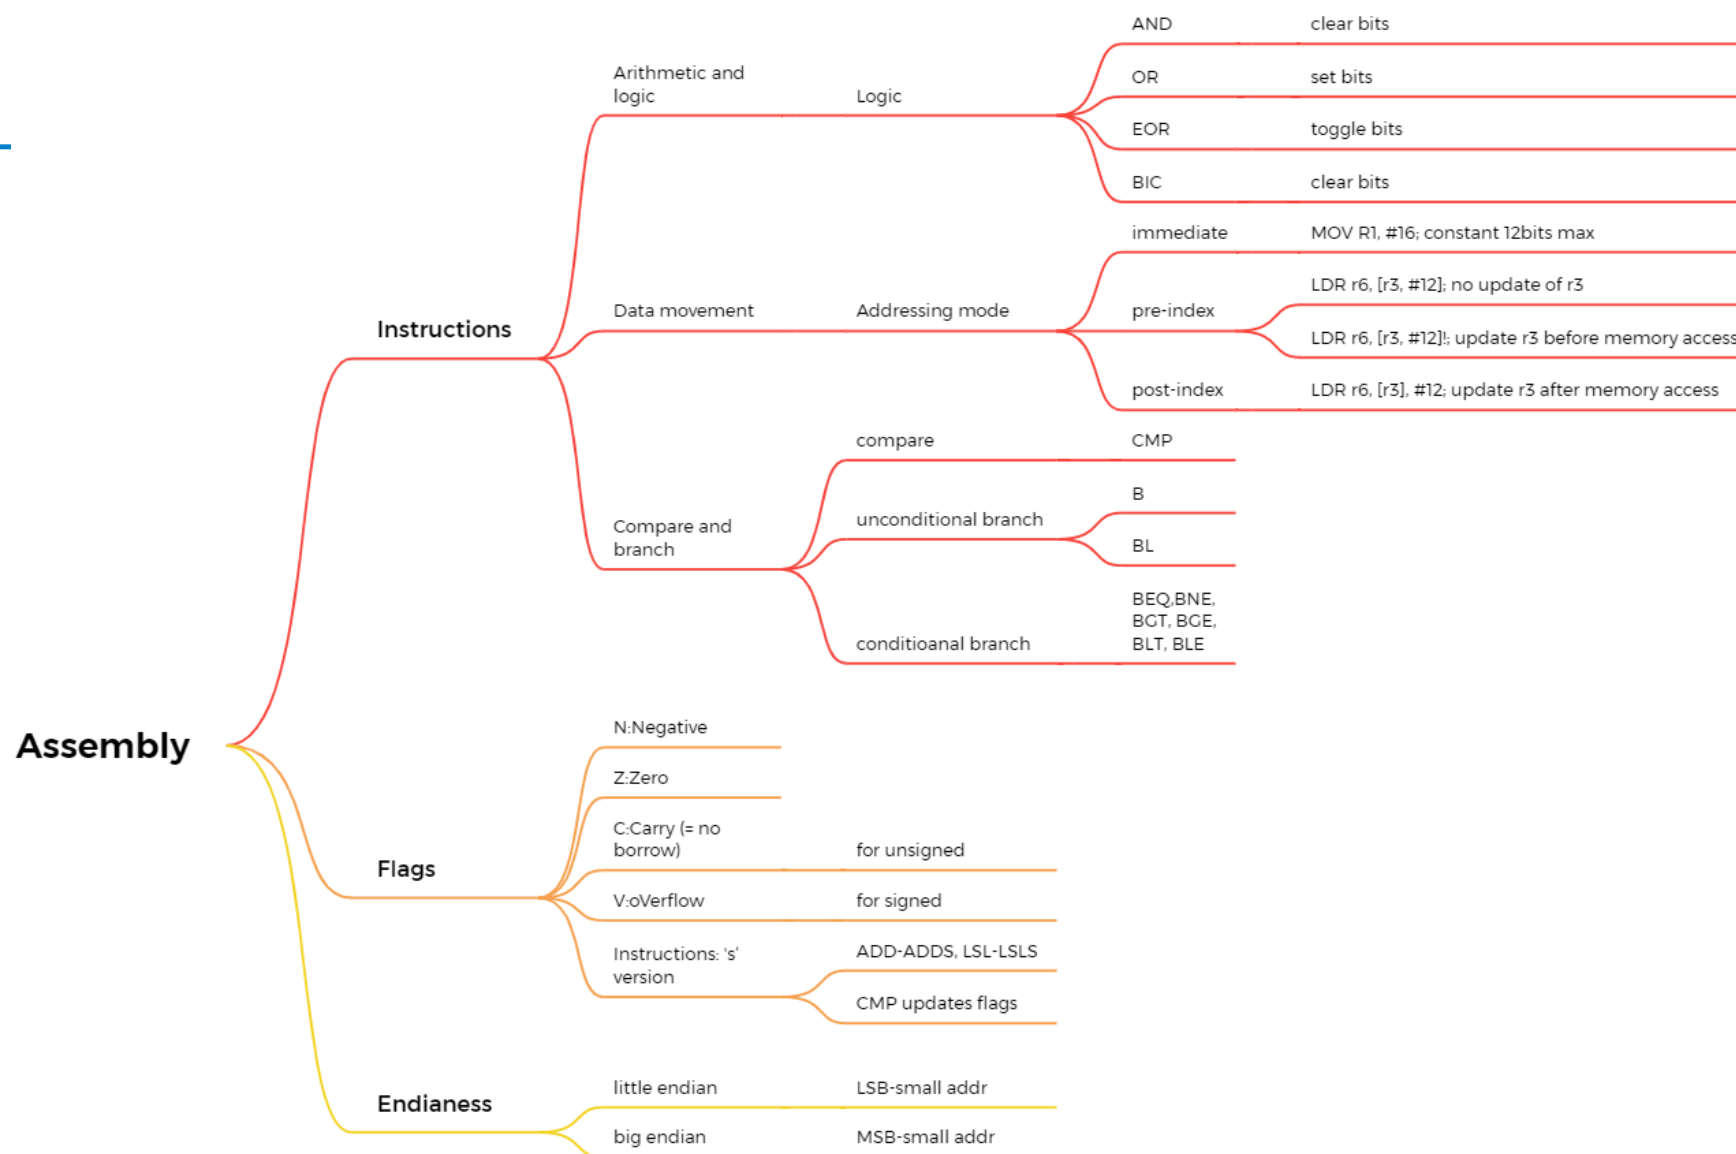 AND
clear bits
Arithmetic and
logic
Logic
OR
set bits
EOR
toggle bits
BIC
clear bits
immediate
MOV R1, #16; constant 12bits max
Instructions
Data movement
Addressing mode
pre-index
LDR r6, [r3, #12]; no update of r3
LDR r6, [r3, #12]!; update r3 before memory access
post-index
LDR r6, [r3], #12; update r3 after memory access
Compare and
branch
compare
CMP
unconditional branch
B
BL
conditioanal branch
BEQ,BNE,
BGT, BGE,
BLT, BLE
Assembly
Flags
N:Negative
Z:Zero
C:Carry (= no
borrow)
for unsigned
V:oVerflow
for signed
Instructions: 's'
version
ADD-ADDS, LSL-LSLS
CMP updates flags
Endianess
little endian
LSB-small addr
big endian
MSB-small addr